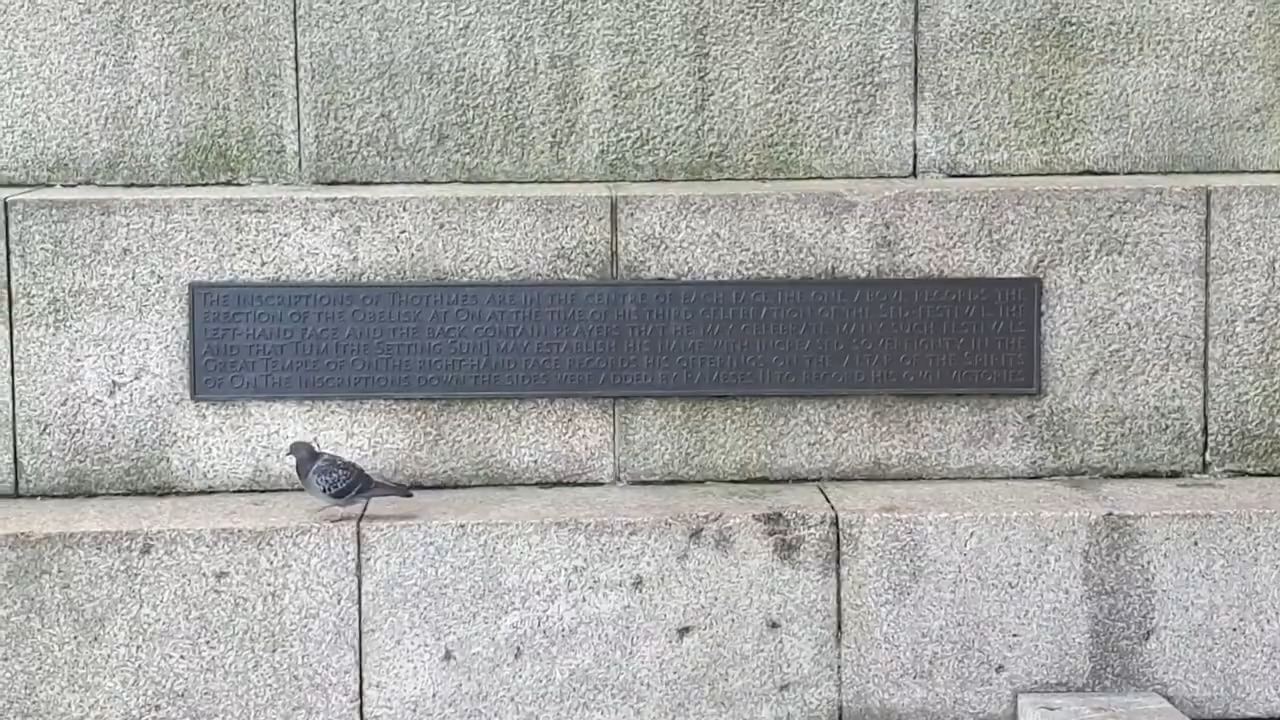 THE INSCRIPTIONS OF THOTHMES ARE IN THE CENTRE OF EACH FACE THE ONE ABOVE RECORDS THE
ERECTION OF THE OBELISK AT ON AT THE TIME OF HIS THIRD CELEBRATION OF THE SED-FESTIVAL. THE
LEFT-HAND FACE AND THE BACK CONTAIN PRAYERS THAT HE MAY CELEBRATE MANY SUCH FESTIVALS
AND THAT TUM [THE SETTING SUN] MAY ESTABLISH HIS NAME WITH INCREASED SOVEREIGNTY IN THE
GREAT TEMPLE OF ON THE RIGHT-HAND FACE RECORDS HIS OFFERINGS ON THE ALTAR OF THE SPIRITS
OF ON THE INSCRIPTIONS DOWN THE SIDES WERE ADDED BY RAMESES II TO RECORD HIS OWN VICTORIES